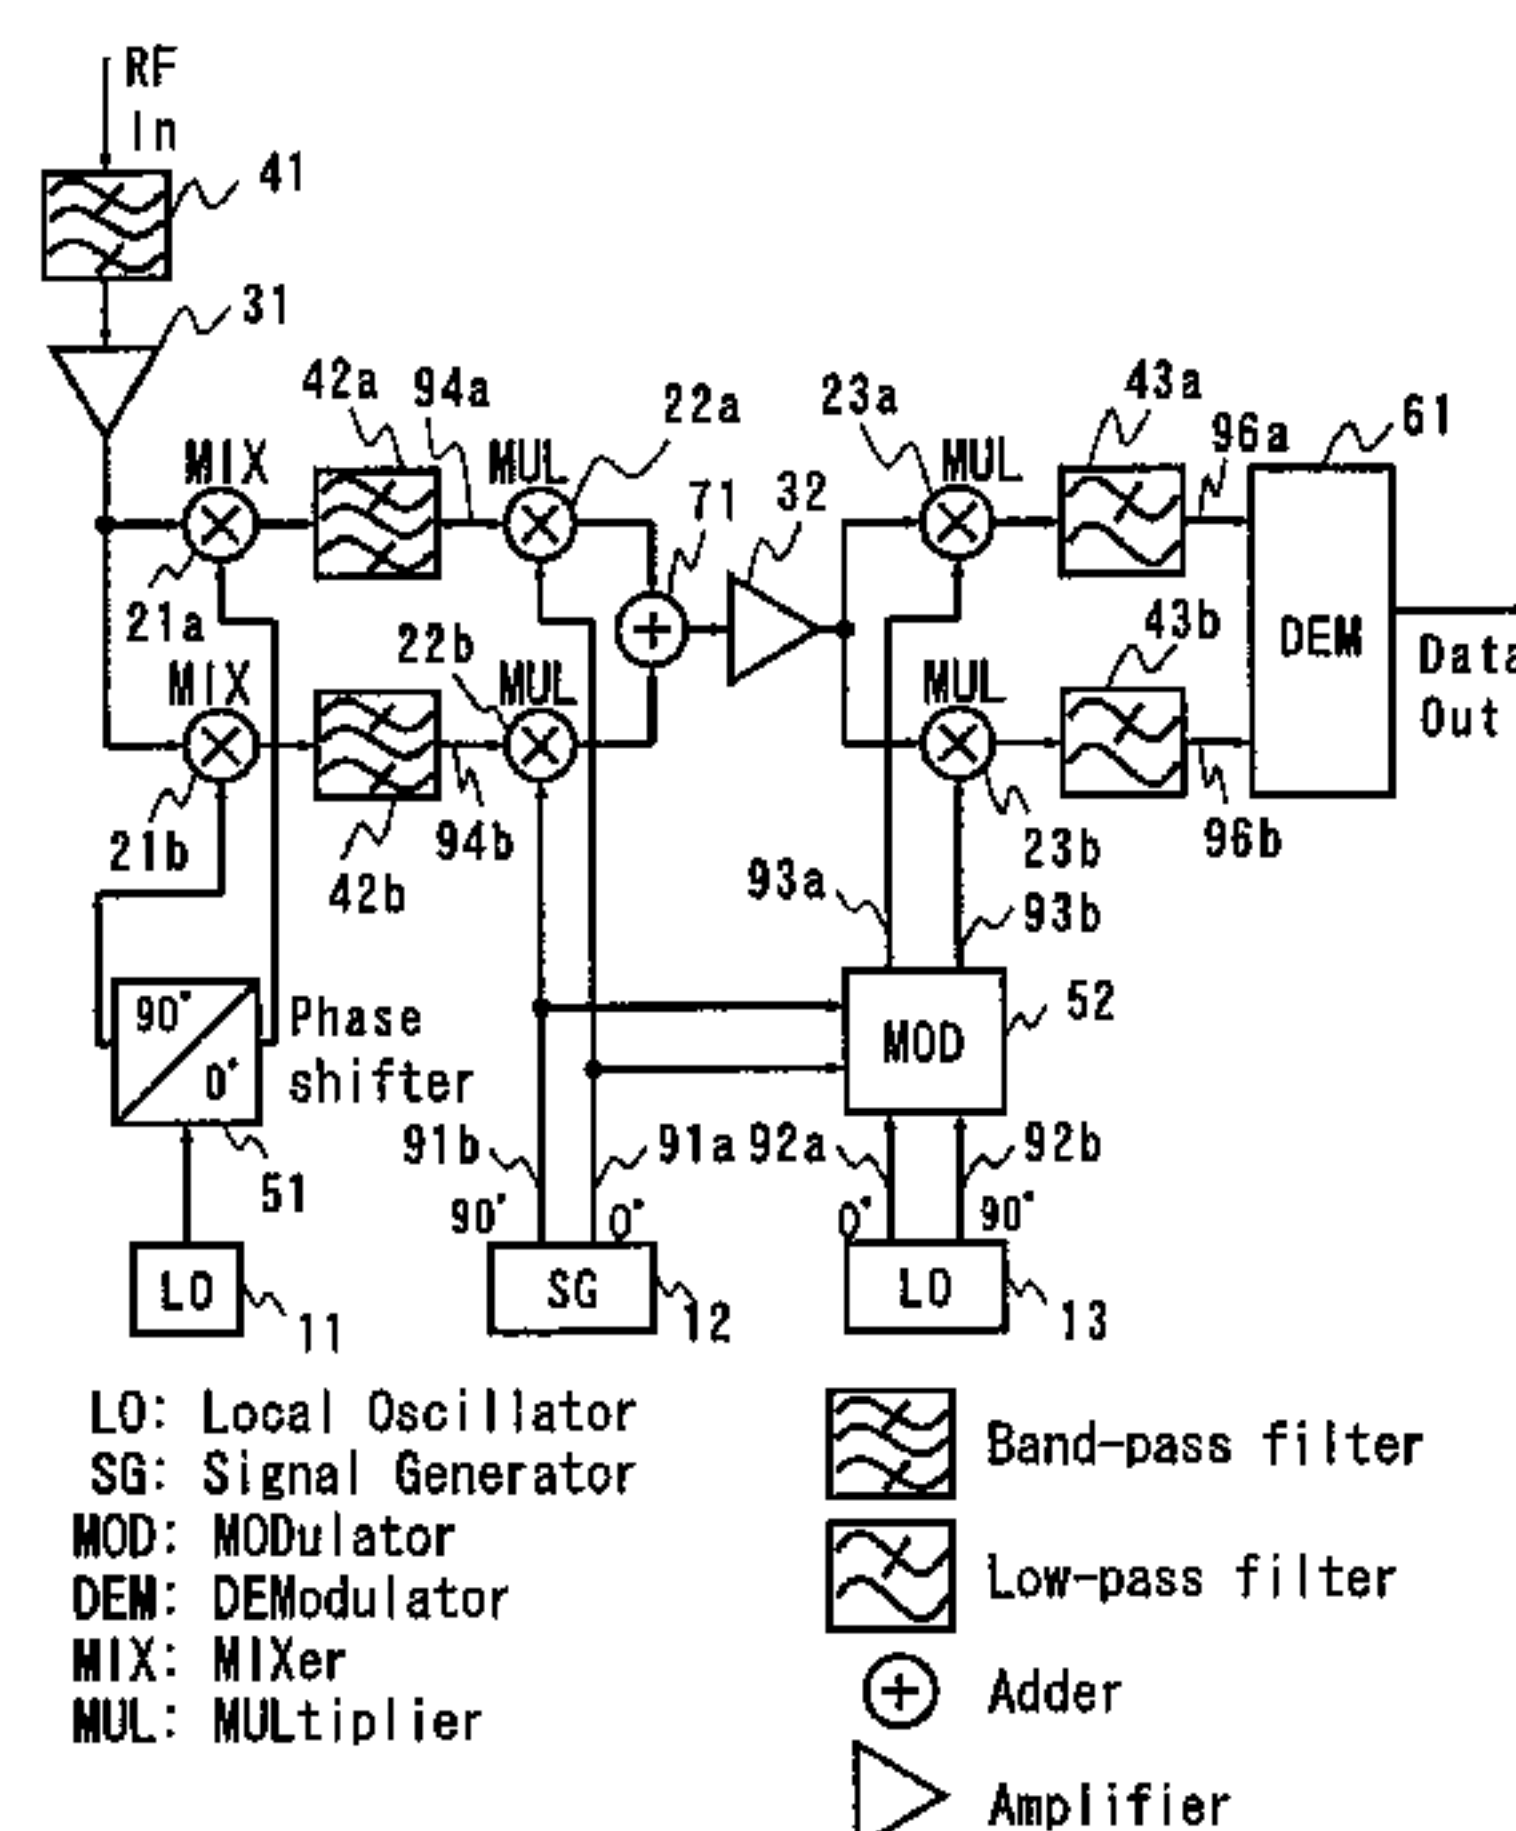 RF
In
41
31
42a
94a
22a
23a
43a
96a
61
MIX
MUL
71
32
MUL
21a
22b
43b
DEM
Data
Out
MIX
MUL
MUL
21b
42b
94b
23b
96b
93a
93b
90°
0°
Phase
shifter
MOD
52
51
91b
91a
92a
92b
90°
0°
0°
90°
LO
11
SG
12
LO
13
LO: Local Oscillator
SG: Signal Generator
MOD: MODulator
DEM: DEModulator
MIX: MIXer
MUL: MULtiplier
Band-pass filter
Low-pass filter
Adder
Amplifier